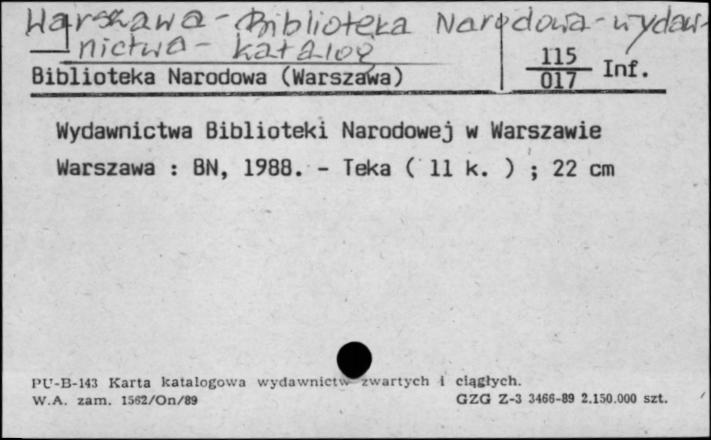 Warszawa - Biblioteka Narodowa - wydaw-
nictwa - katalog
Biblioteka Narodowa (Warszawa)
115
017 Inf.
Wydawnictwa Biblioteki Narodowej w Warszawie
Warszawa : BN, 1988. - Teka ( 11 k. ) ; 22 cm
PU-B-143 Karta katalogowa wydawnictw zwartych i ciągłych.
W.A. zam. 1562/On/89 GZG Z-3 3466-89 2.150.000 szt.